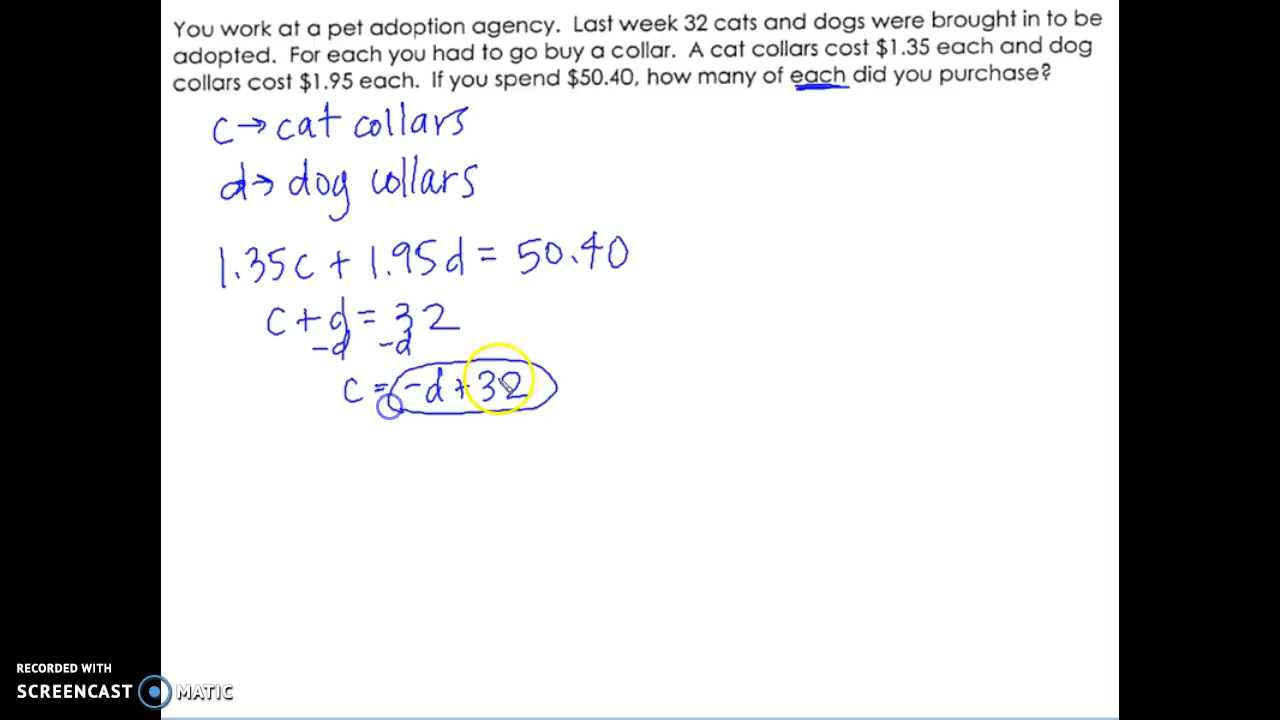 You work at a pet adoption agency. Last week 32 cats and dogs were brought in to be
adopted. For each you had to go buy a collar. A cat collars cost $1.35 each and dog
collars cost $1.95 each. If you spend $50.40, how many of each did you purchase?
c → cat collars
d → dog collars
1.35c + 1.95d = 50.40
c + d = 32
-d -d
c = -d + 32
RECORDED WITH
SCREENCAST MATIC